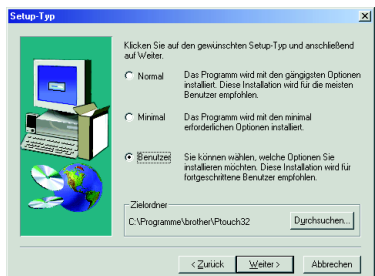 Setup-Typ
Klicken Sie auf den gewünschten Setup-Typ und anschließend
auf Weiter.
Normal
Das Programm wird mit den gängigsten Optionen
installiert. Diese Installation wird für die meisten
Benutzer empfohlen.
Minimal
Das Programm wird mit den minimal
erforderlichen Optionen installiert.
Benutzer
Sie können wählen, welche Optionen Sie
installieren möchten. Diese Installation wird für
fortgeschrittene Benutzer empfohlen.
Zielordner
C:\Programme\brother\Ptouch32
Durchsuchen...
< Zurück
Weiter >
Abbrechen